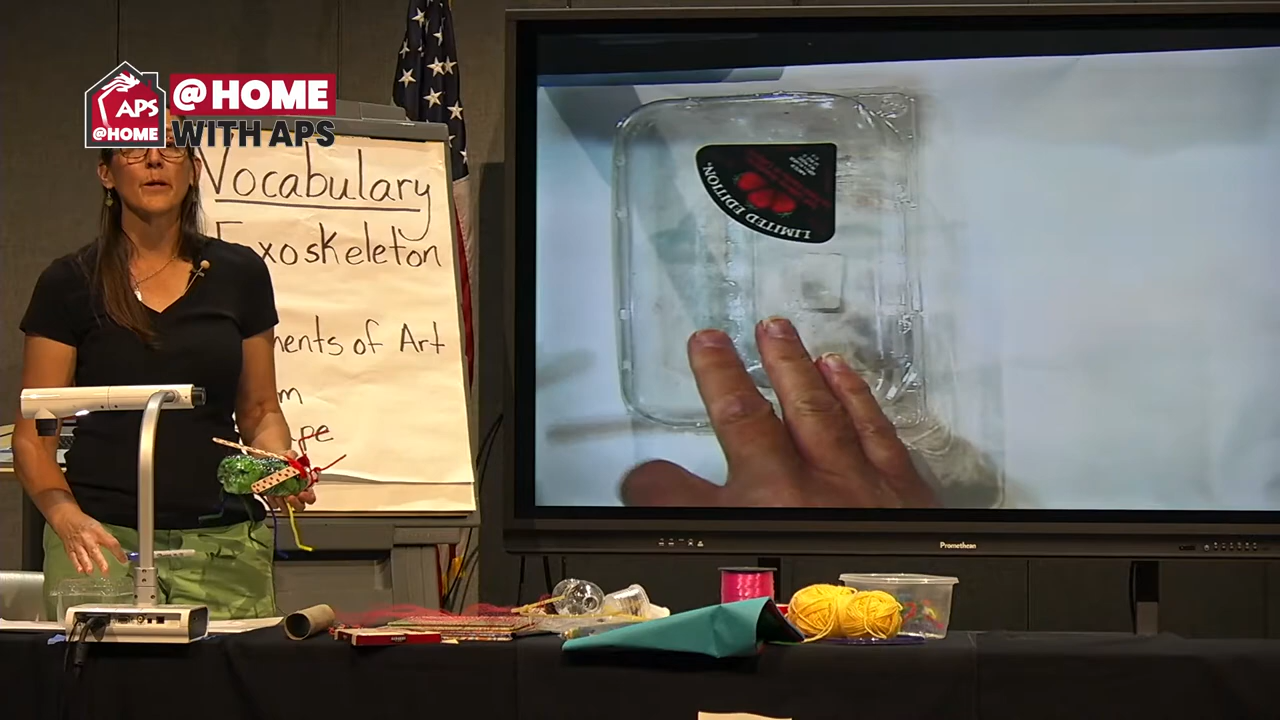 APS
@HOME
@HOME
WITH APS
Vocabulary
Exoskeleton
ments of Art
m
pe
LIMITED EDITION.
Promethean